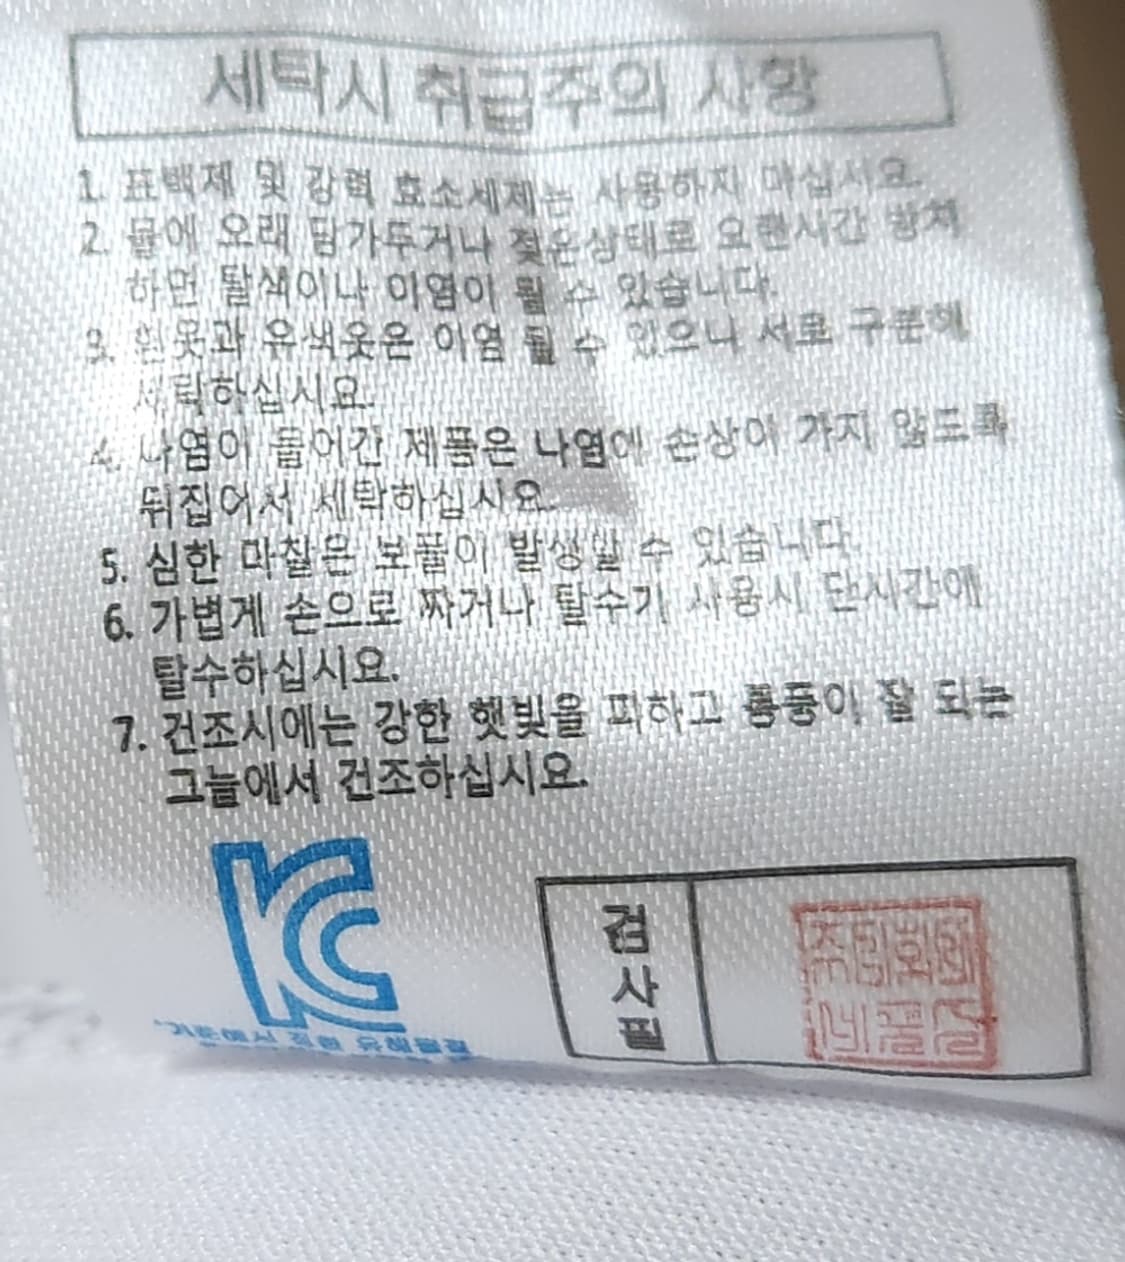 세탁시 취급주의 사항
1. 표백제 및 강력 효소세제는 사용하지 마십시요.
2. 물에 오래 담가두거나 젖은상태로 오랜시간 방치
하면 탈색이나 이염이 될 수 있습니다.
3. 흰옷과 유색옷은 이염 될 수 있으니 서로 구분해
세탁하십시요.
4. 나염이 들어간 제품은 나염에 손상이 가지 않도록
뒤집어서 세탁하십시요.
5. 심한 마찰은 보풀이 발생할 수 있습니다.
6. 가볍게 손으로 짜거나 탈수기 사용시 단시간에
탈수하십시요.
7. 건조시에는 강한 햇빛을 피하고 통풍이 잘 되는
그늘에서 건조하십시요.
KC
검사필